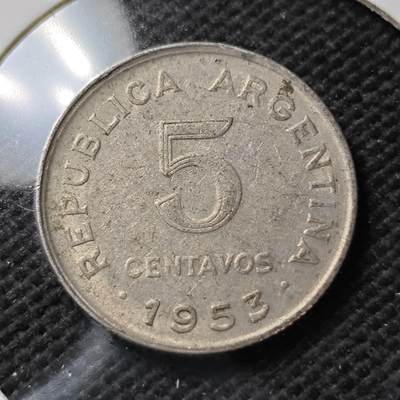 REPUBLICA ARGENTINA
5
CENTAVOS
· 1953 ·